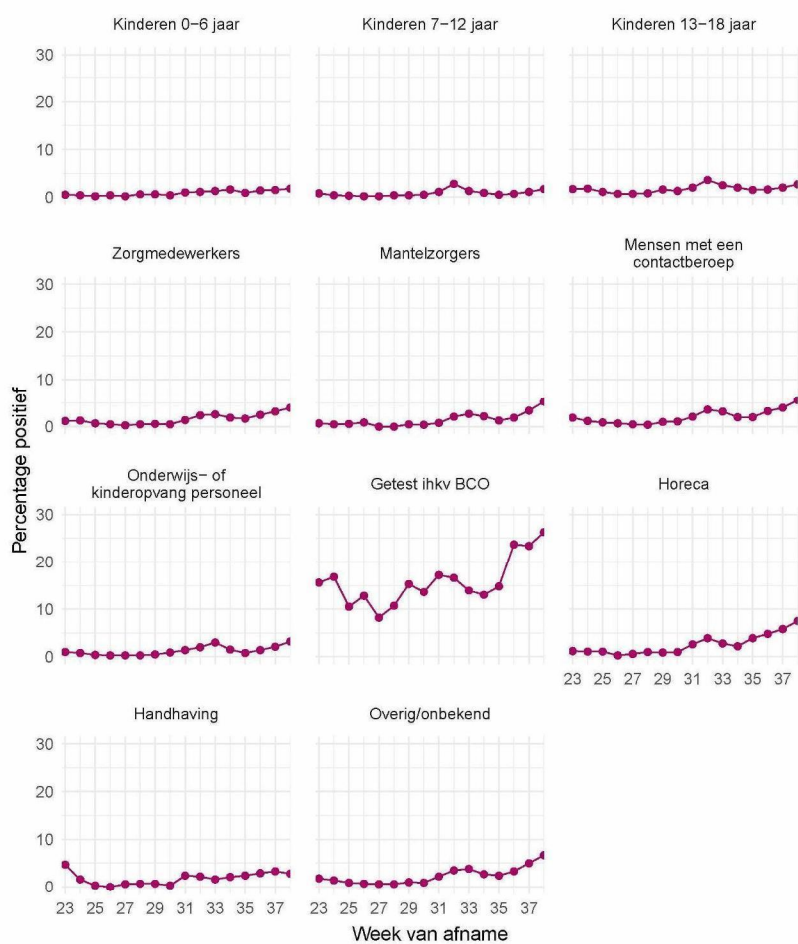 Kinderen 0−6 jaar
Kinderen 7−12 jaar
Kinderen 13−18 jaar
30
20
10
0
Zorgmedewerkers
Mantelzorgers
Mensen met een
contactberoep
30
20
10
0
Percentage positief
Onderwijs− of
kinderopvang personeel
Getest ihkv BCO
Horeca
30
20
10
0
23 25 27 29 31 33 35 37
Handhaving
Overig/onbekend
30
20
10
0
23 25 27 29 31 33 35 37
23 25 27 29 31 33 35 37
Week van afname